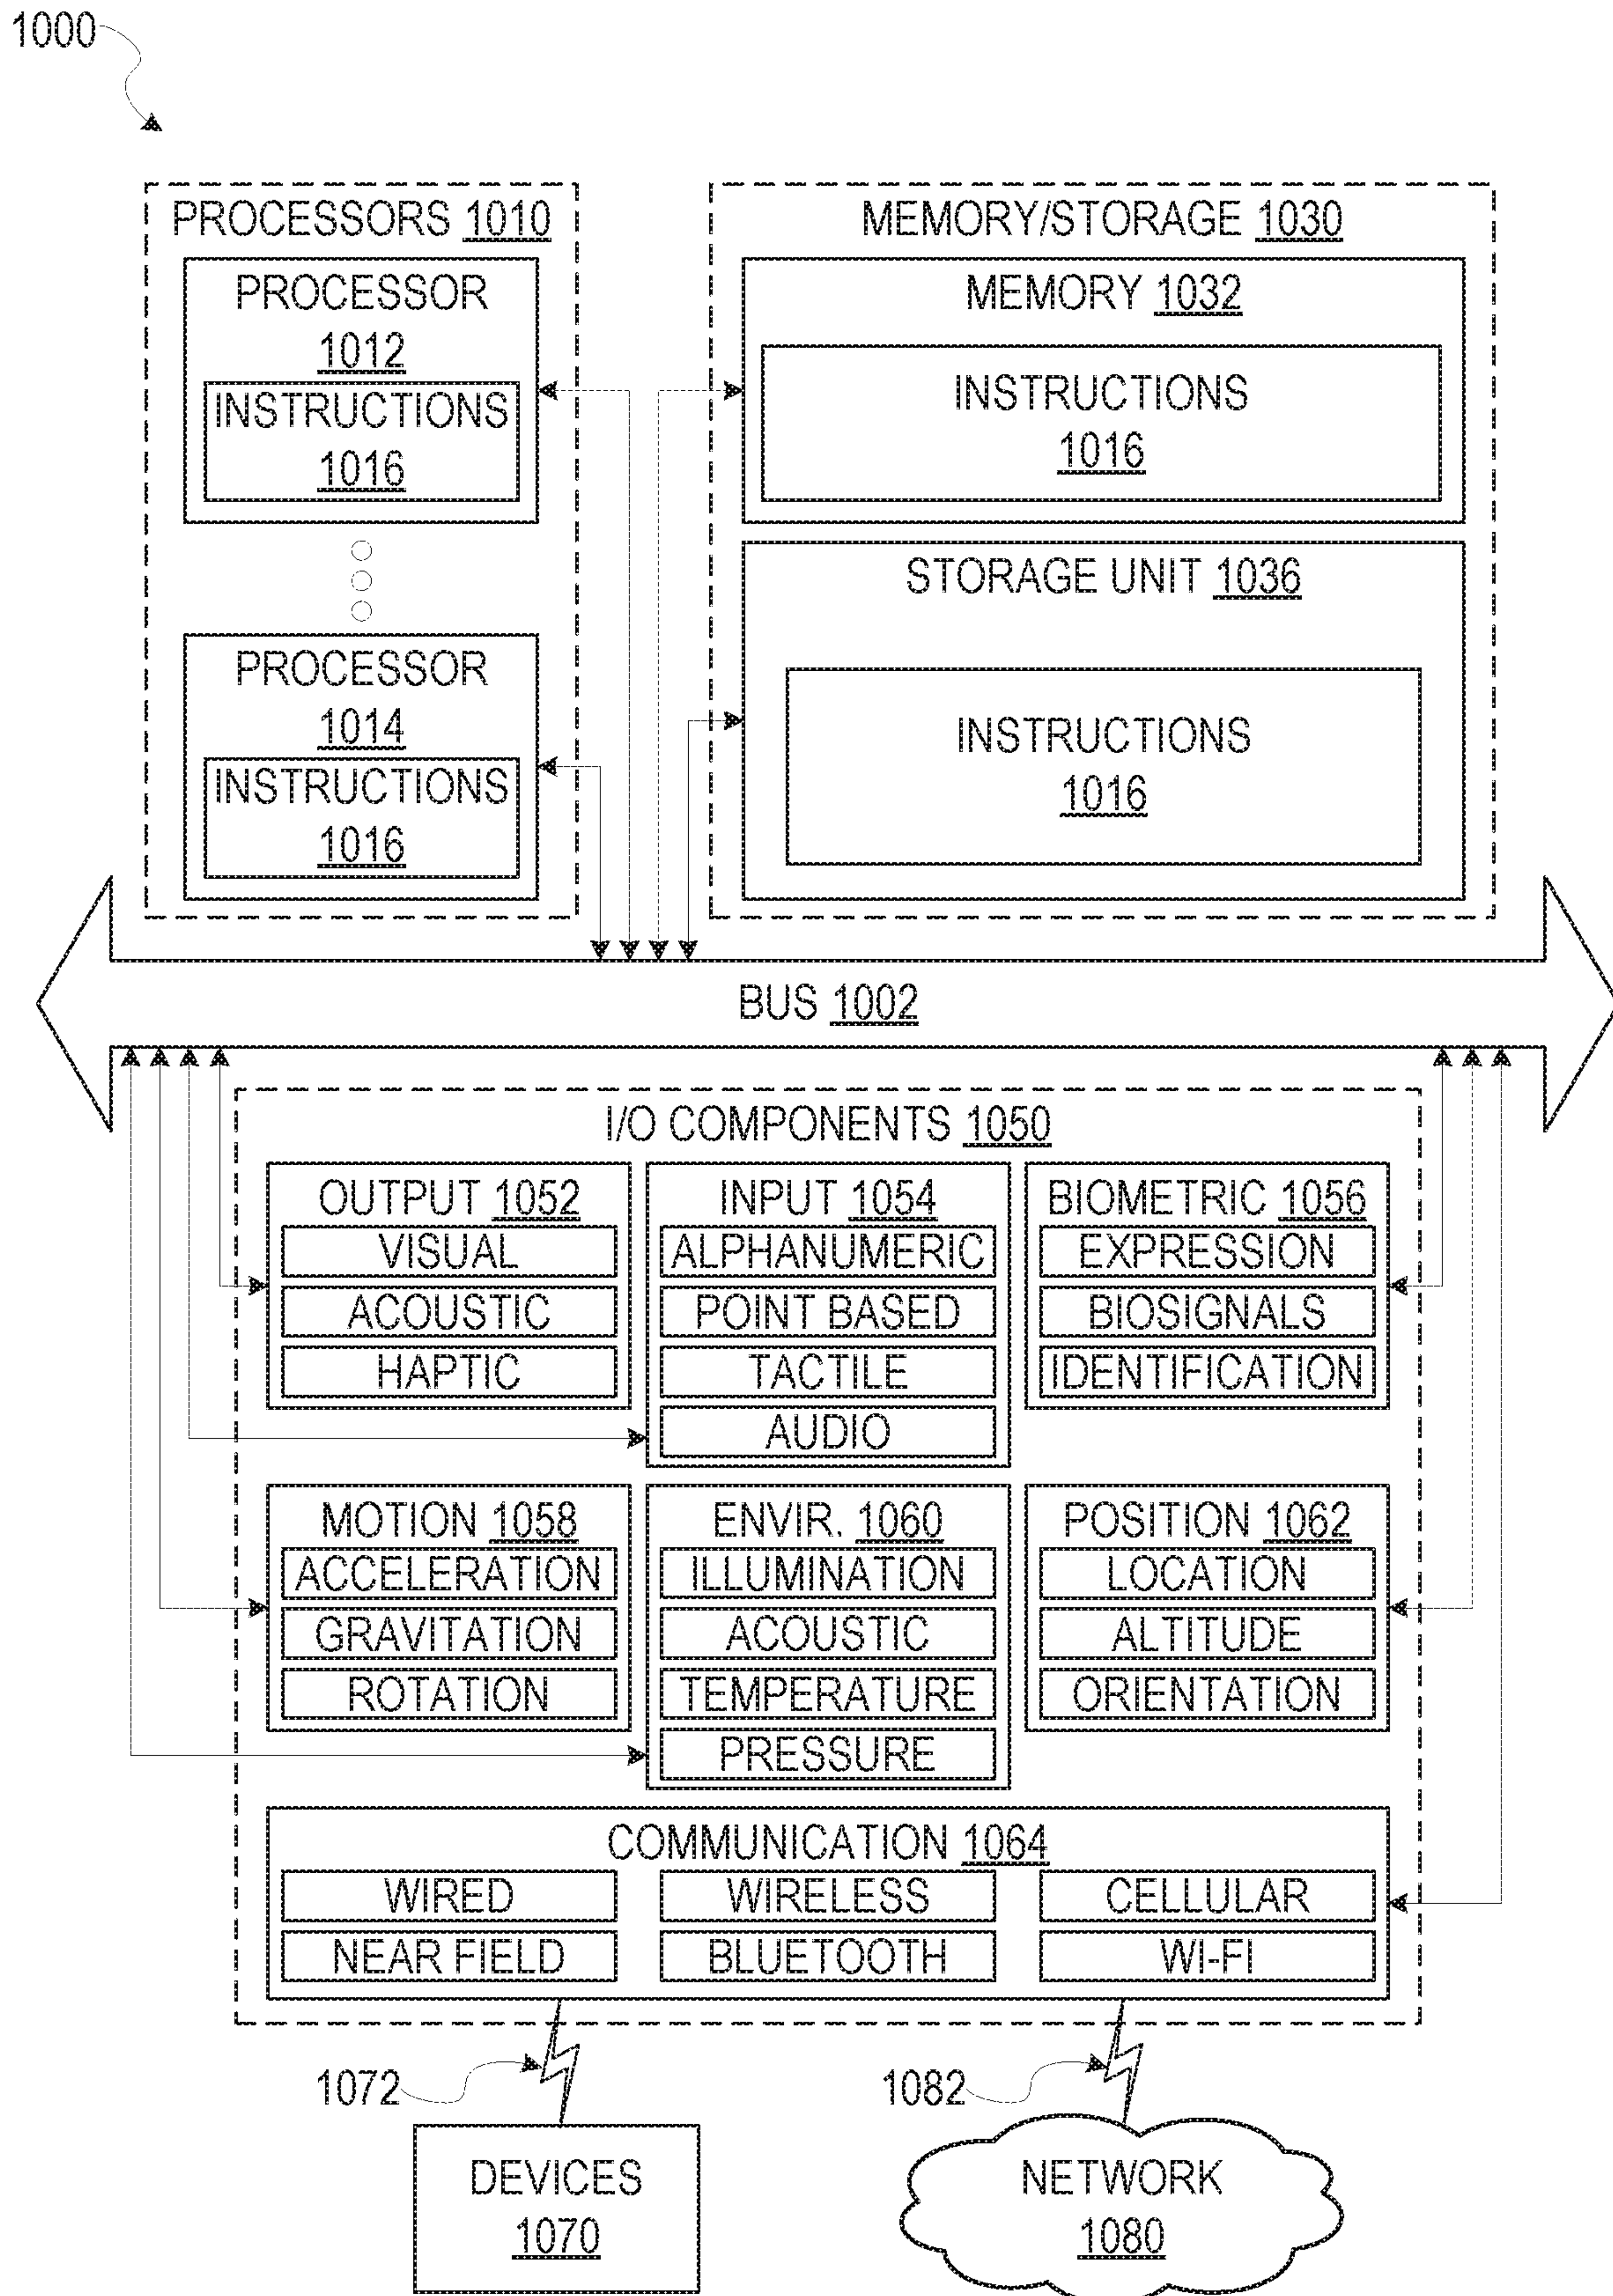 1000
PROCESSORS 1010
PROCESSOR
1012
INSTRUCTIONS
1016
PROCESSOR
1014
INSTRUCTIONS
1016
MEMORY/STORAGE 1030
MEMORY 1032
INSTRUCTIONS
1016
STORAGE UNIT 1036
INSTRUCTIONS
1016
BUS 1002
I/O COMPONENTS 1050
OUTPUT 1052
VISUAL
ACOUSTIC
HAPTIC
INPUT 1054
ALPHANUMERIC
POINT BASED
TACTILE
AUDIO
BIOMETRIC 1056
EXPRESSION
BIOSIGNALS
IDENTIFICATION
MOTION 1058
ACCELERATION
GRAVITATION
ROTATION
ENVIR. 1060
ILLUMINATION
ACOUSTIC
TEMPERATURE
PRESSURE
POSITION 1062
LOCATION
ALTITUDE
ORIENTATION
COMMUNICATION 1064
WIRED
WIRELESS
CELLULAR
NEAR FIELD
BLUETOOTH
WI-FI
1072
1082
DEVICES
1070
NETWORK
1080